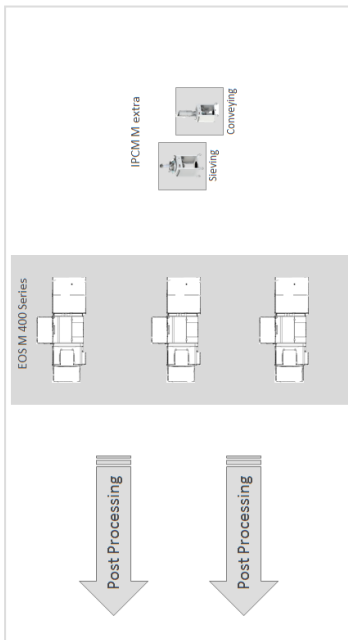 IPCM M extra
Conveying
Sieving
EOS M 400 Series
Post Processing
Post Processing